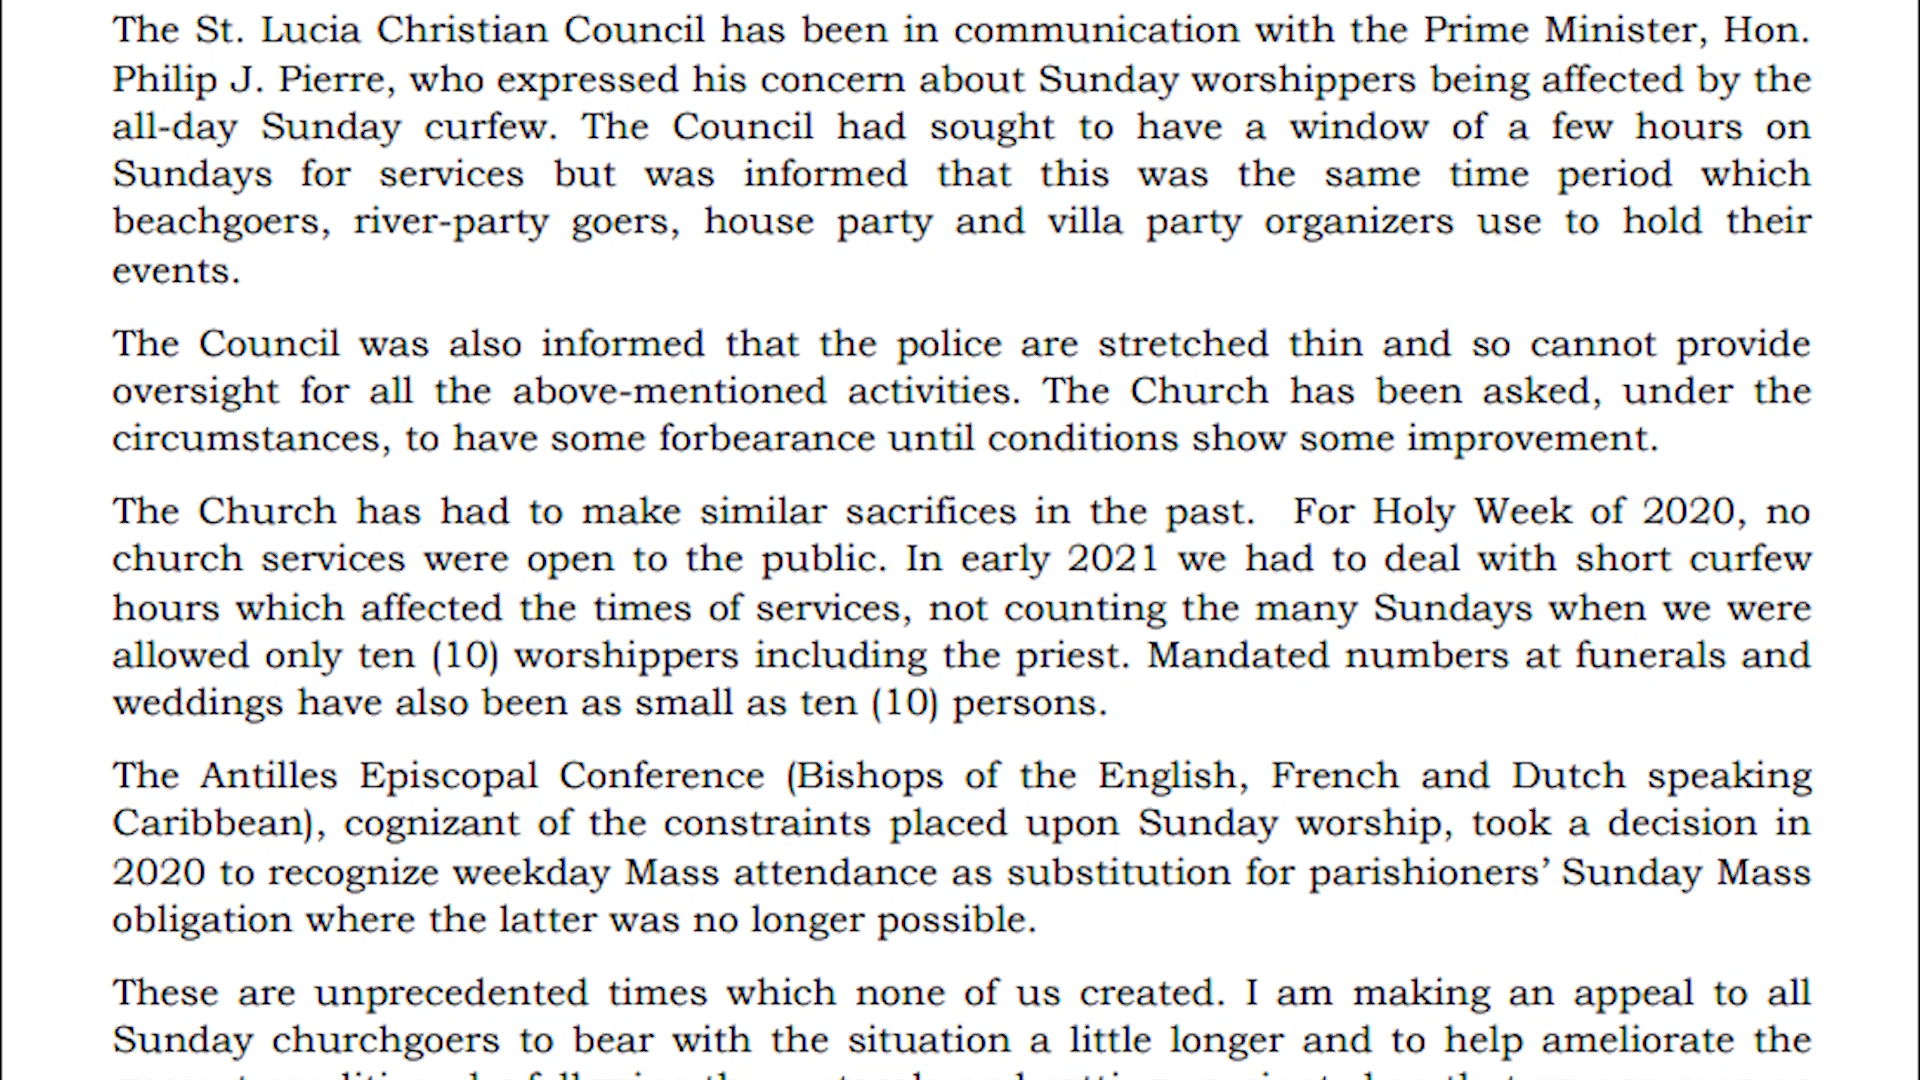 The St. Lucia Christian Council has been in communication with the Prime Minister, Hon.
Philip J. Pierre, who expressed his concern about Sunday worshippers being affected by the
all-day Sunday curfew. The Council had sought to have a window of a few hours on
Sundays for services but was informed that this was the same time period which
beachgoers, river-party goers, house party and villa party organizers use to hold their
events.
The Council was also informed that the police are stretched thin and so cannot provide
oversight for all the above-mentioned activities. The Church has been asked, under the
circumstances, to have some forbearance until conditions show some improvement.
The Church has had to make similar sacrifices in the past.  For Holy Week of 2020, no
church services were open to the public. In early 2021 we had to deal with short curfew
hours which affected the times of services, not counting the many Sundays when we were
allowed only ten (10) worshippers including the priest. Mandated numbers at funerals and
weddings have also been as small as ten (10) persons.
The Antilles Episcopal Conference (Bishops of the English, French and Dutch speaking
Caribbean), cognizant of the constraints placed upon Sunday worship, took a decision in
2020 to recognize weekday Mass attendance as substitution for parishioners’ Sunday Mass
obligation where the latter was no longer possible.
These are unprecedented times which none of us created. I am making an appeal to all
Sunday churchgoers to bear with the situation a little longer and to help ameliorate the